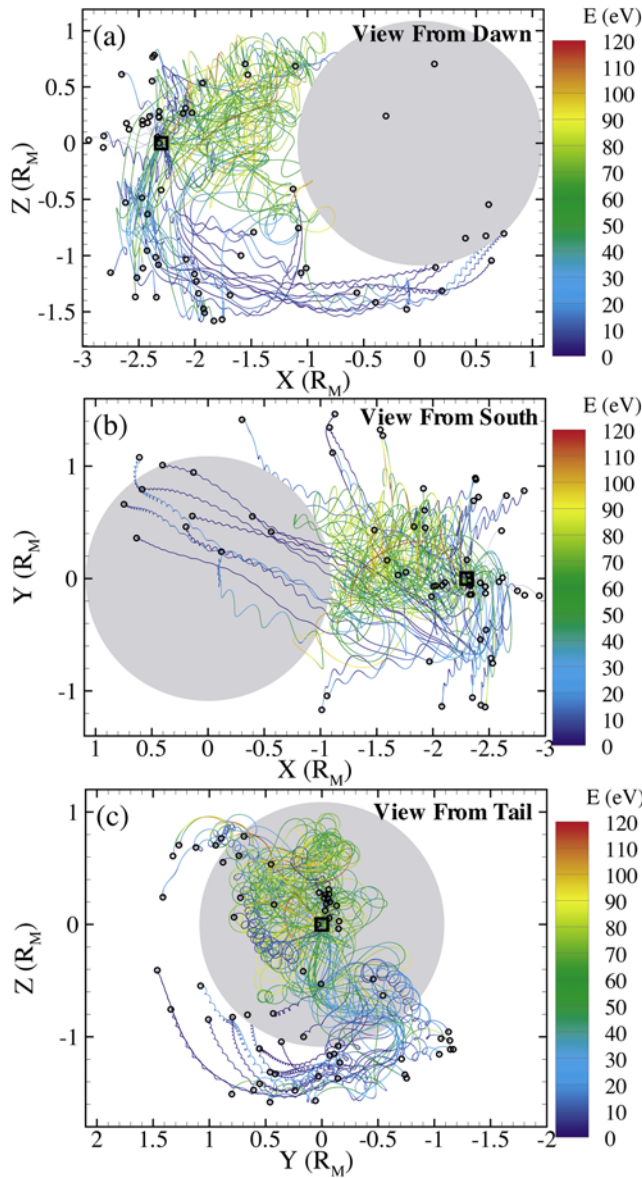 (a)
View From Dawn
E (eV)
120
110
100
90
80
70
60
50
40
30
20
10
0
Z (R_M)
1
0.5
0
-0.5
-1
-1.5
-3 -2.5 -2 -1.5 -1 -0.5 0 0.5 1
X (R_M)
(b)
View From South
E (eV)
120
110
100
90
80
70
60
50
40
30
20
10
0
Y (R_M)
1
0
-1
1 0.5 0 -0.5 -1 -1.5 -2 -2.5 -3
X (R_M)
(c)
View From Tail
E (eV)
120
110
100
90
80
70
60
50
40
30
20
10
0
Z (R_M)
1
0
-1
2 1.5 1 0.5 0 -0.5 -1 -1.5 -2
Y (R_M)